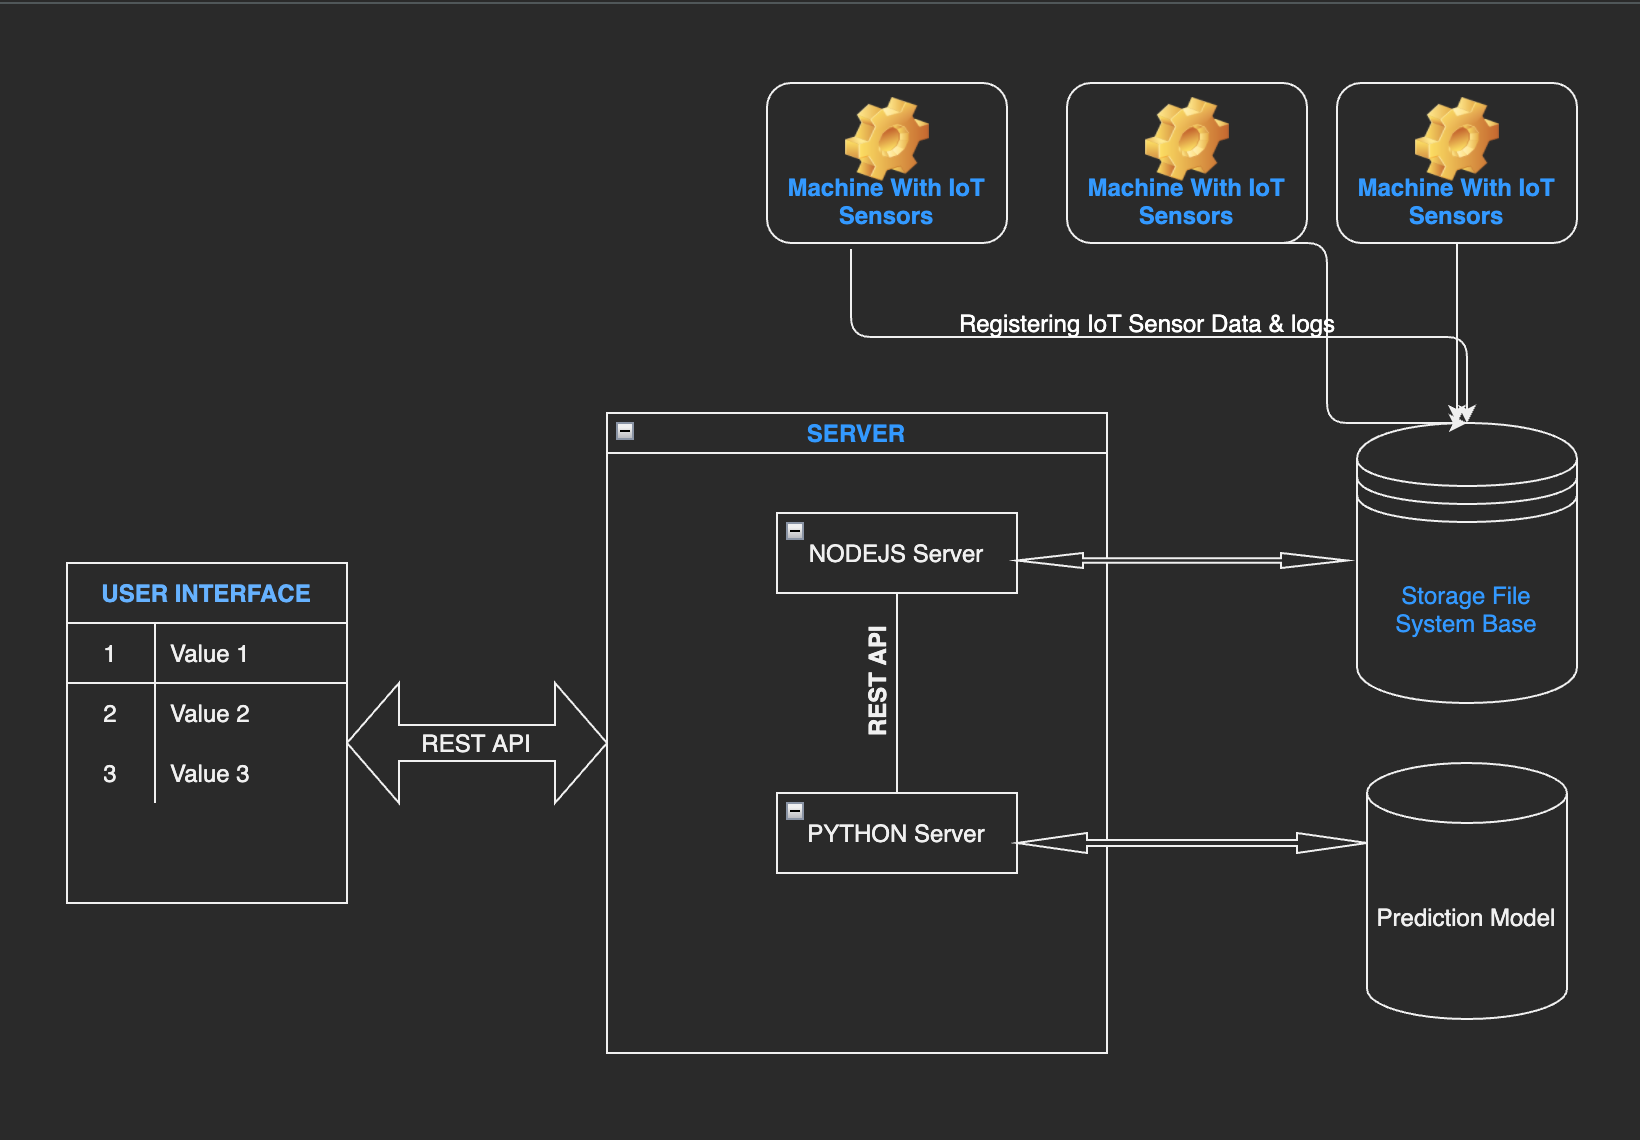 Machine With IoT
Sensors
Machine With IoT
Sensors
Machine With IoT
Sensors
Registering IoT Sensor Data & logs
SERVER
NODEJS Server
Storage File
System Base
USER INTERFACE
1 Value 1
2 Value 2
3 Value 3
REST API
REST API
PYTHON Server
Prediction Model